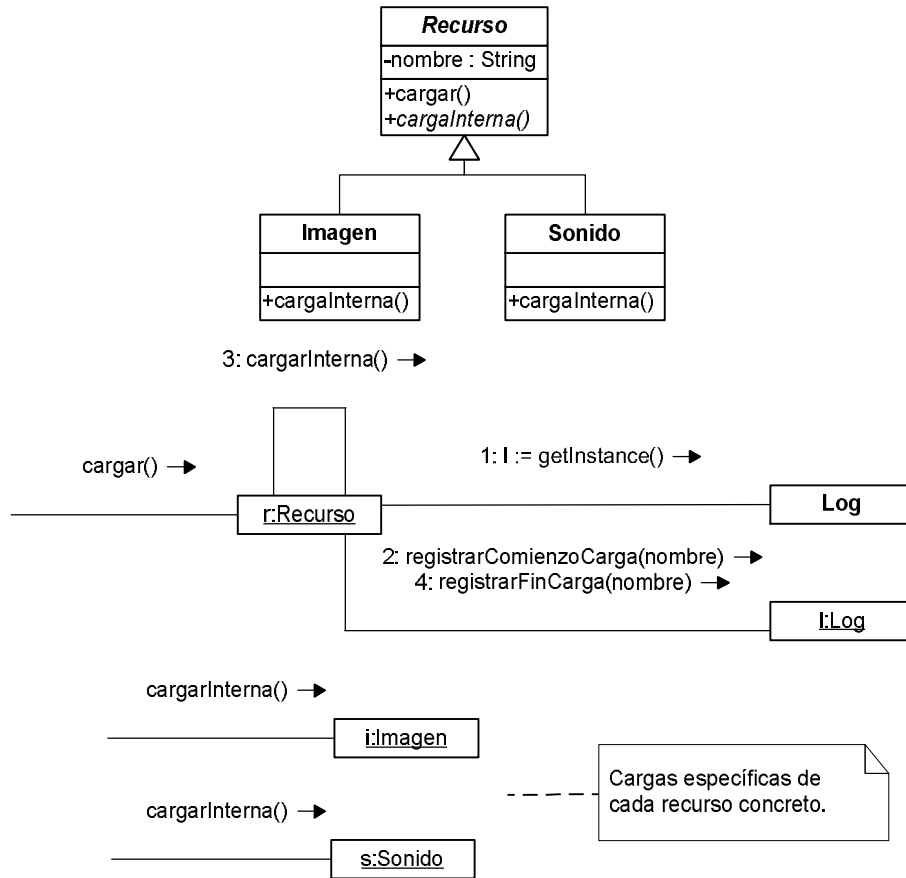 Recurso
-nombre : String
+cargar()
+cargaInterna()
Imagen
+cargaInterna()
Sonido
+cargaInterna()
3: cargarInterna()
cargar()
1: l := getInstance()
r:Recurso
Log
2: registrarComienzoCarga(nombre)
4: registrarFinCarga(nombre)
l:Log
cargarInterna()
i:Imagen
cargarInterna()
s:Sonido
Cargas específicas de
cada recurso concreto.